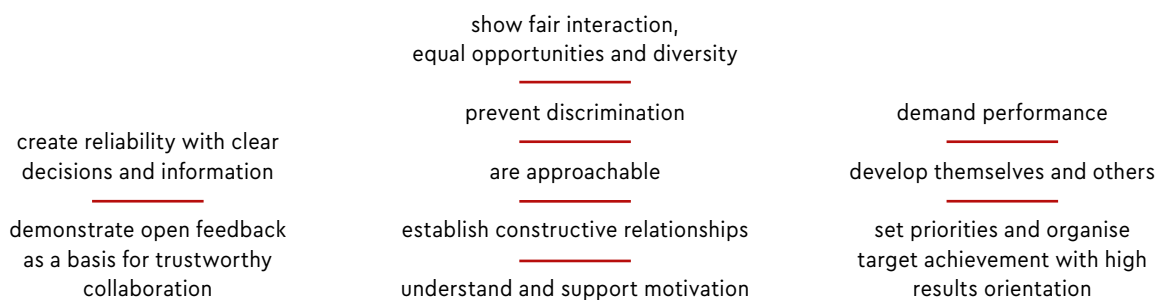 create reliability with clear
decisions and information
demonstrate open feedback
as a basis for trustworthy
collaboration
show fair interaction,
equal opportunities and diversity
prevent discrimination
are approachable
establish constructive relationships
understand and support motivation
demand performance
develop themselves and others
set priorities and organise
target achievement with high
results orientation